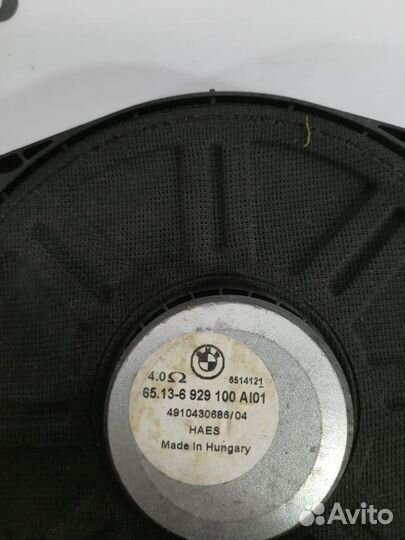 4.0Ω 6514121
65.13-6 929 100 AI01
4910430686/04
HAES
Made In Hungary
Avito